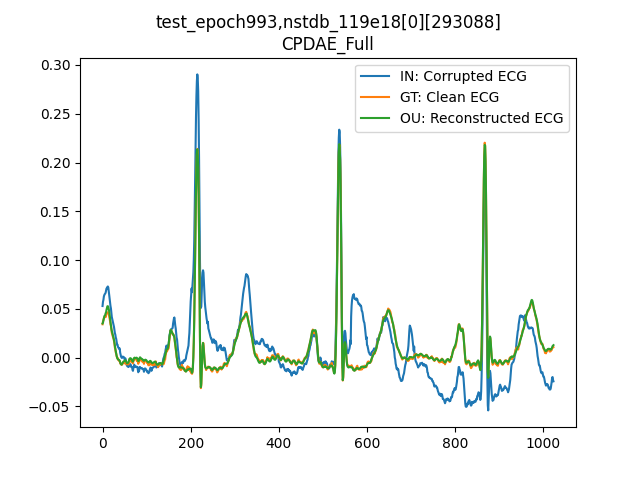 test_epoch993,nstdb_119e18[0][293088]
CPDAE_Full
IN: Corrupted ECG
GT: Clean ECG
OU: Reconstructed ECG
0.30
0.25
0.20
0.15
0.10
0.05
0.00
−0.05
0 200 400 600 800 1000